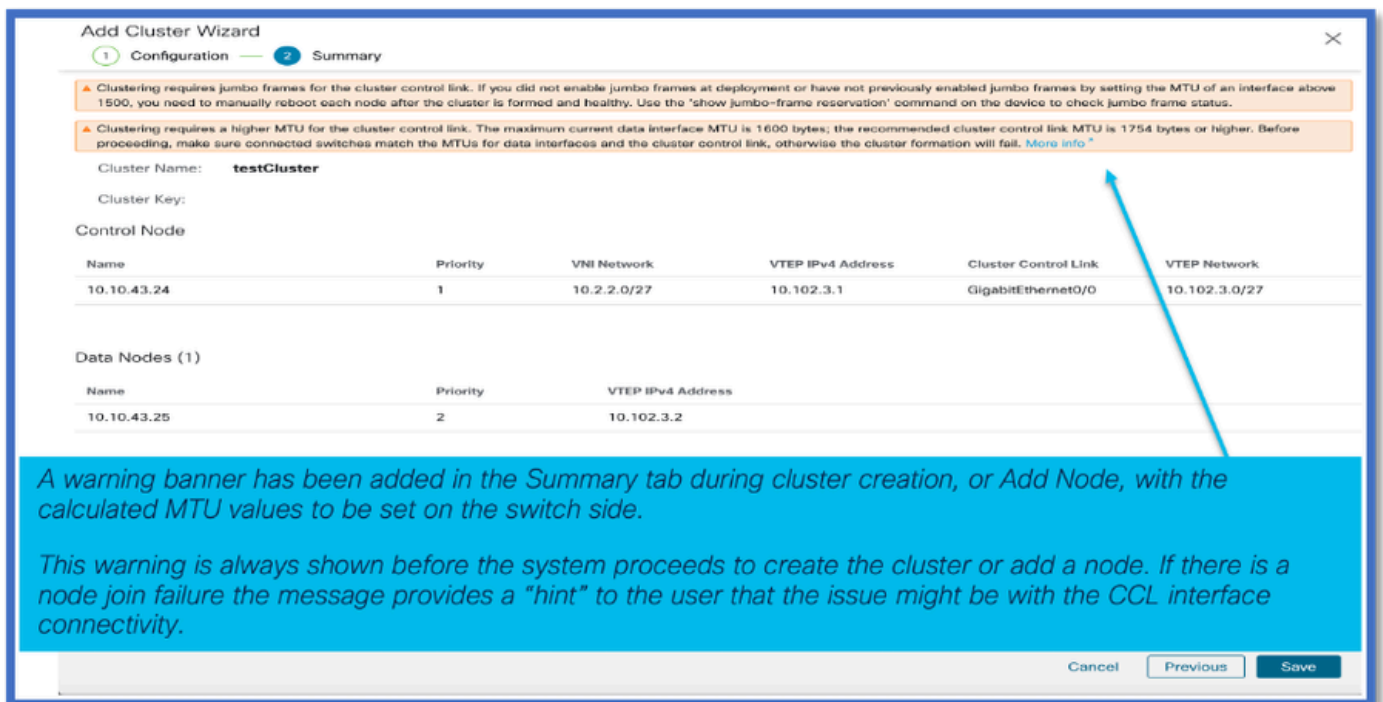 Add Cluster Wizard
1 Configuration — 2 Summary
Clustering requires jumbo frames for the cluster control link. If you did not enable jumbo frames at deployment or have not previously enabled jumbo frames by setting the MTU of an interface above
1500, you need to manually reboot each node after the cluster is formed and healthy. Use the 'show jumbo-frame reservation' command on the device to check jumbo frame status.
Clustering requires a higher MTU for the cluster control link. The maximum current data interface MTU is 1600 bytes; the recommended cluster control link MTU is 1754 bytes or higher. Before
proceeding, make sure connected switches match the MTUs for data interfaces and the cluster control link, otherwise the cluster formation will fail. More info
Cluster Name: testCluster
Cluster Key:
Control Node
Name Priority VNI Network VTEP IPv4 Address Cluster Control Link VTEP Network
10.10.43.24 1 10.2.2.0/27 10.102.3.1 GigabitEthernet0/0 10.102.3.0/27
Data Nodes (1)
Name Priority VTEP IPv4 Address
10.10.43.25 2 10.102.3.2
A warning banner has been added in the Summary tab during cluster creation, or Add Node, with the
calculated MTU values to be set on the switch side.
This warning is always shown before the system proceeds to create the cluster or add a node. If there is a
node join failure the message provides a “hint” to the user that the issue might be with the CCL interface
connectivity.
Cancel Previous Save